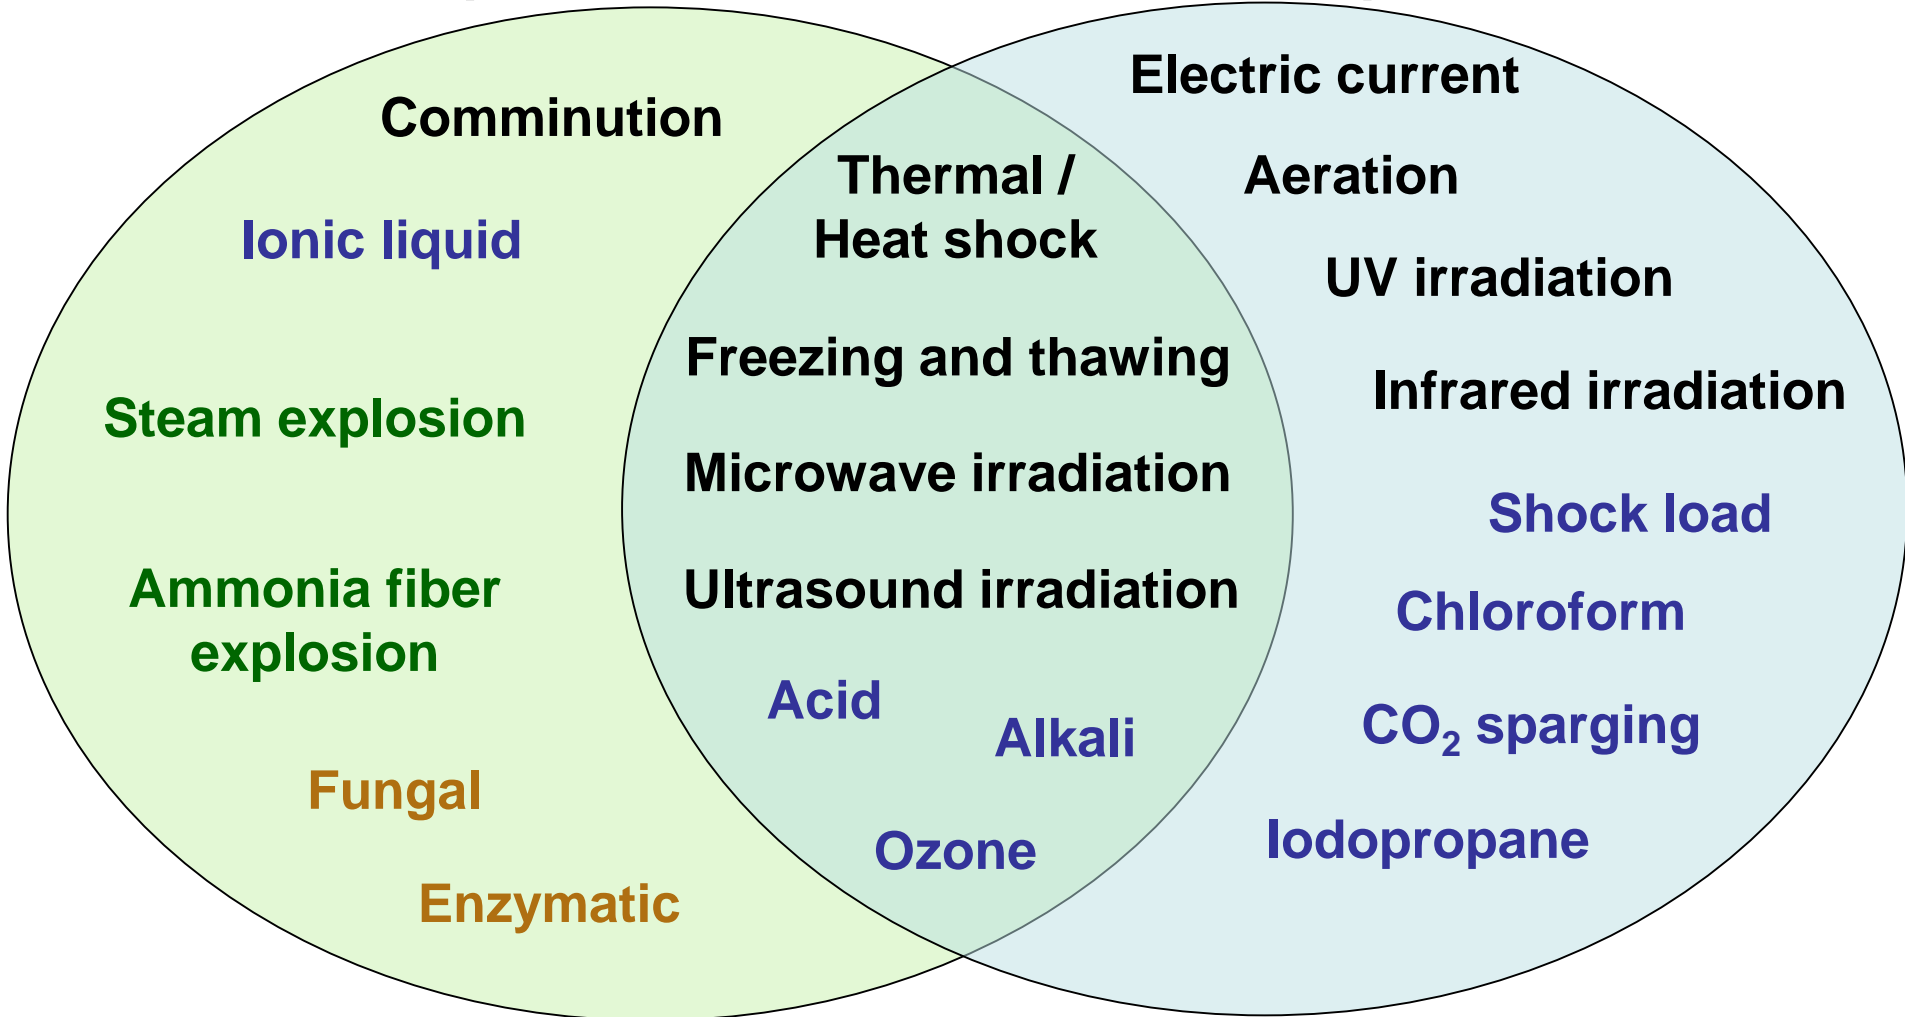 Comminution
Ionic liquid
Steam explosion
Ammonia fiber
explosion
Fungal
Enzymatic
Thermal /
Heat shock
Freezing and thawing
Microwave irradiation
Ultrasound irradiation
Acid
Alkali
Ozone
Electric current
Aeration
UV irradiation
Infrared irradiation
Shock load
Chloroform
CO₂ sparging
Iodopropane